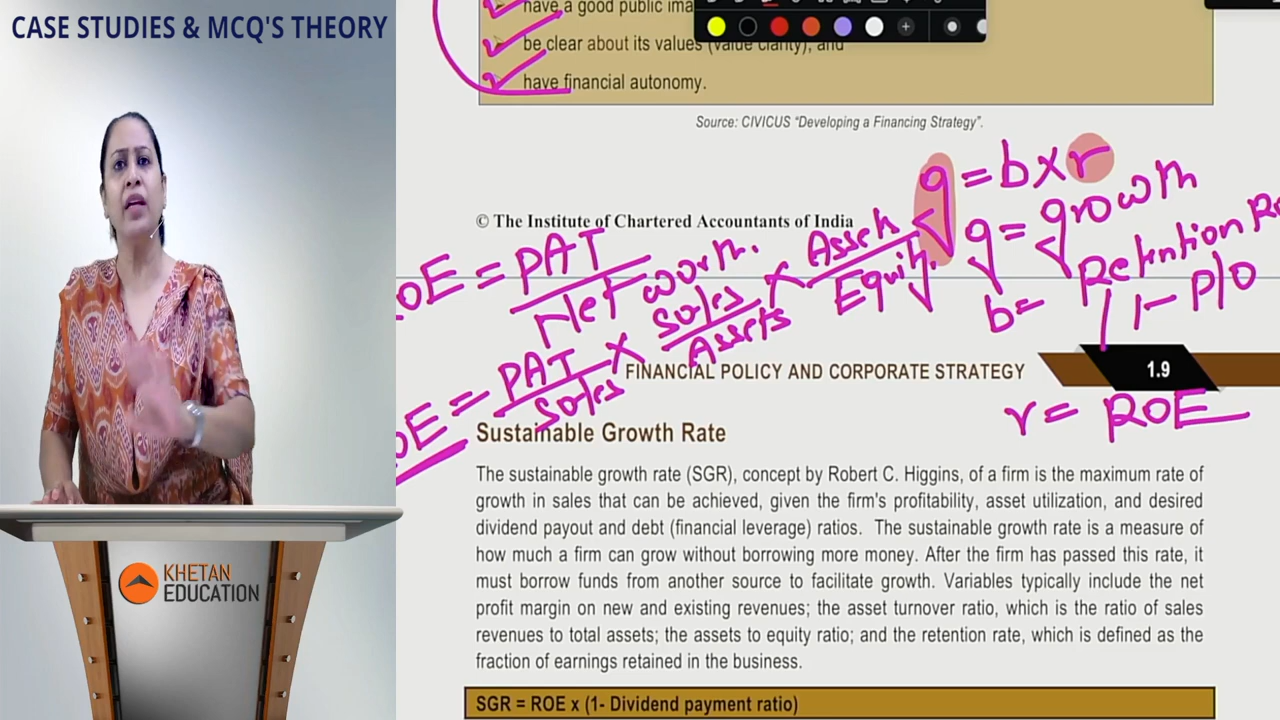 CASE STUDIES & MCQ'S THEORY
have a good public
be clear about its values (value clarity), and
have financial autonomy.
Source: CIVICUS "Developing a Financing Strategy".
g = b x r
© The Institute of Chartered Accountants of India
g = growth
b = Retention
1 - P/O
ROE = PAT
Net worth.
ROE = PAT x Sales x Assets
Sales Assets Equity.
FINANCIAL POLICY AND CORPORATE STRATEGY
1.9
r = ROE
Sustainable Growth Rate
The sustainable growth rate (SGR), concept by Robert C. Higgins, of a firm is the maximum rate of
growth in sales that can be achieved, given the firm's profitability, asset utilization, and desired
dividend payout and debt (financial leverage) ratios. The sustainable growth rate is a measure of
how much a firm can grow without borrowing more money. After the firm has passed this rate, it
must borrow funds from another source to facilitate growth. Variables typically include the net
profit margin on new and existing revenues; the asset turnover ratio, which is the ratio of sales
revenues to total assets; the assets to equity ratio; and the retention rate, which is defined as the
fraction of earnings retained in the business.
SGR = ROE x (1- Dividend payment ratio)
KHETAN
EDUCATION